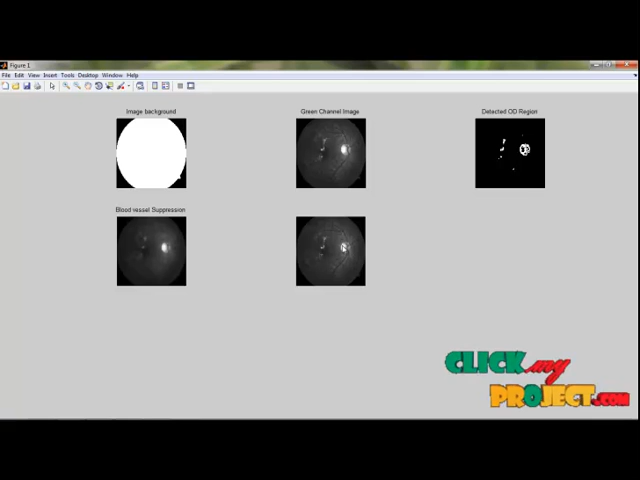 Figure 1
File Edit View Insert Tools Desktop Window Help
Image background
Green Channel Image
Detected OD Region
Blood vessel Suppression
CLICK my
PROJECT.COM